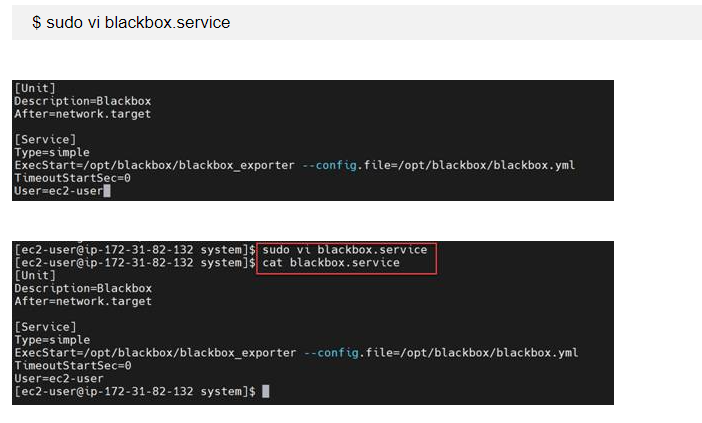 $ sudo vi blackbox.service
[Unit]
Description=Blackbox
After=network.target
[Service]
Type=simple
ExecStart=/opt/blackbox/blackbox_exporter --config.file=/opt/blackbox/blackbox.yml
TimeoutStartSec=0
User=ec2-user
[ec2-user@ip-172-31-82-132 system]$ sudo vi blackbox.service
[ec2-user@ip-172-31-82-132 system]$ cat blackbox.service
[Unit]
Description=Blackbox
After=network.target
[Service]
Type=simple
ExecStart=/opt/blackbox/blackbox_exporter --config.file=/opt/blackbox/blackbox.yml
TimeoutStartSec=0
User=ec2-user
[ec2-user@ip-172-31-82-132 system]$